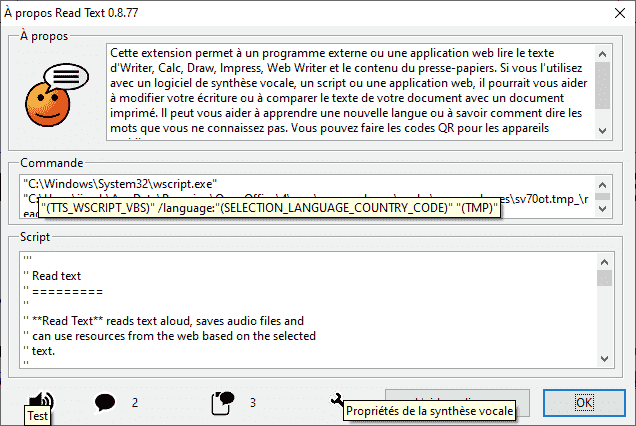 À propos Read Text 0.8.77
À propos
Cette extension permet à un programme externe ou une application web lire le texte
d'Writer, Calc, Draw, Impress, Web Writer et le contenu du presse-papiers. Si vous l'utilisez
avec un logiciel de synthèse vocale, un script ou une application web, il pourrait vous aider
à modifier votre écriture ou à comparer le texte de votre document avec un document
imprimé. Il peut vous aider à apprendre une nouvelle langue ou à savoir comment dire les
mots que vous ne connaissez pas. Vous pouvez faire les codes QR pour les appareils
Commande
"C:\Windows\System32\wscript.exe"
es\sv70ot.tmp_\r
"(TTS_WSCRIPT_VBS)" /language:"(SELECTION_LANGUAGE_COUNTRY_CODE)" "(TMP)"
Script
'''
'' Read text
'' =========
''
'' **Read Text** reads text aloud, saves audio files and
'' can use resources from the web based on the selected
'' text.
''
2
3
OK
Test
Propriétés de la synthèse vocale